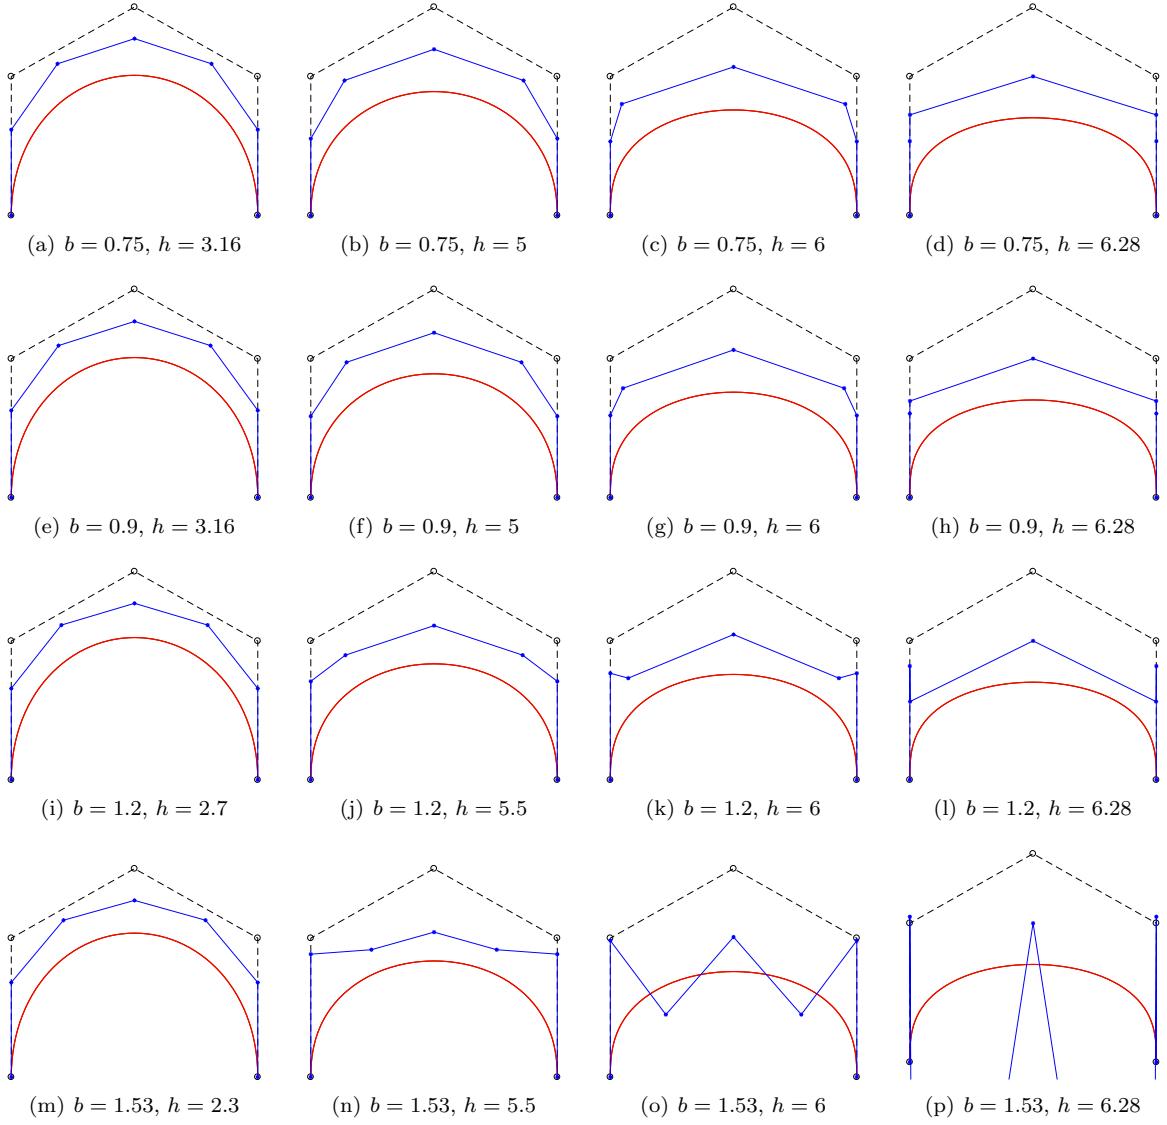 (a) b = 0.75, h = 3.16
(b) b = 0.75, h = 5
(c) b = 0.75, h = 6
(d) b = 0.75, h = 6.28
(e) b = 0.9, h = 3.16
(f) b = 0.9, h = 5
(g) b = 0.9, h = 6
(h) b = 0.9, h = 6.28
(i) b = 1.2, h = 2.7
(j) b = 1.2, h = 5.5
(k) b = 1.2, h = 6
(l) b = 1.2, h = 6.28
(m) b = 1.53, h = 2.3
(n) b = 1.53, h = 5.5
(o) b = 1.53, h = 6
(p) b = 1.53, h = 6.28